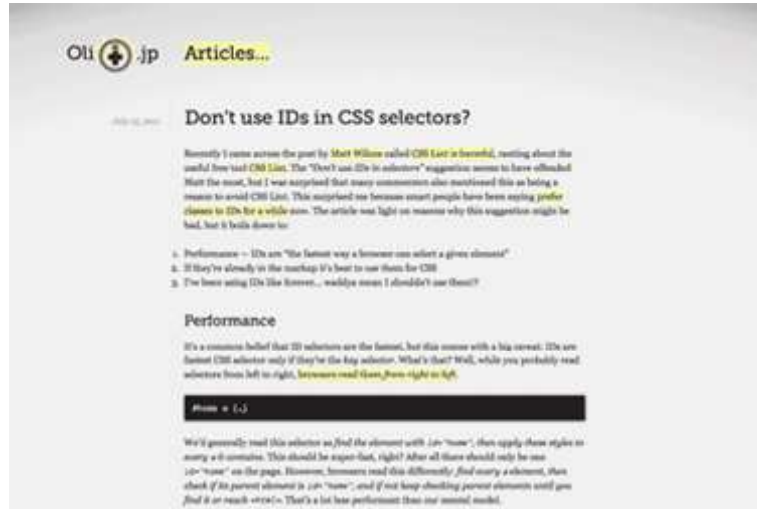 Oli .jp Articles...
Don't use IDs in CSS selectors?
Recently I came across the post by Matt Wilcox called CSS Lint is harmful, ranting about the
useful free tool CSS Lint. The “Don't use IDs in selectors” suggestion seems to have offended
Matt the most, but I was surprised that many commenters also mentioned this as being a
reason to avoid CSS Lint. This surprised me because smart people have been saying prefer
classes to IDs for a while now. The article was light on reasons why this suggestion might be
bad, but it boils down to:
1. Performance — IDs are “the fastest way a browser can select a given element”
2. If they're already in the markup it's best to use them for CSS
3. I've been using IDs like forever… waddya mean I shouldn't use them!?
Performance
It's a common belief that ID selectors are the fastest, but this comes with a big caveat: IDs are
fastest CSS selector only if they're the key selector. What's that? Well, while you probably read
selectors from left to right, browsers read them from right to left.
#home a {…}
We'd generally read this selector as find the element with id="home", then apply these styles to
every a it contains. This should be super-fast, right? After all there should only be one
id="home" on the page. However, browsers read this differently: find every a element, then
check if its parent element is id="home", and if not keep checking parent elements until you
find it or reach <html>. That's a lot less performant than our mental model.